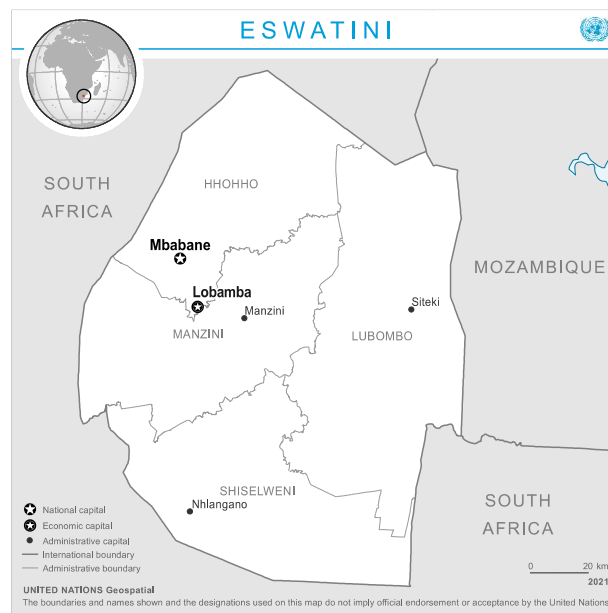 ESWATINI
SOUTH
AFRICA
HHOHHO
Mbabane
MOZAMBIQUE
Lobamba
Manzini
Siteki
MANZINI
LUBOMBO
SHISELWENI
Nhlangano
SOUTH
AFRICA
National capital
Economic capital
Administrative capital
International boundary
Administrative boundary
0 20 km
2021
UNITED NATIONS Geospatial
The boundaries and names shown and the designations used on this map do not imply official endorsement or acceptance by the United Nations